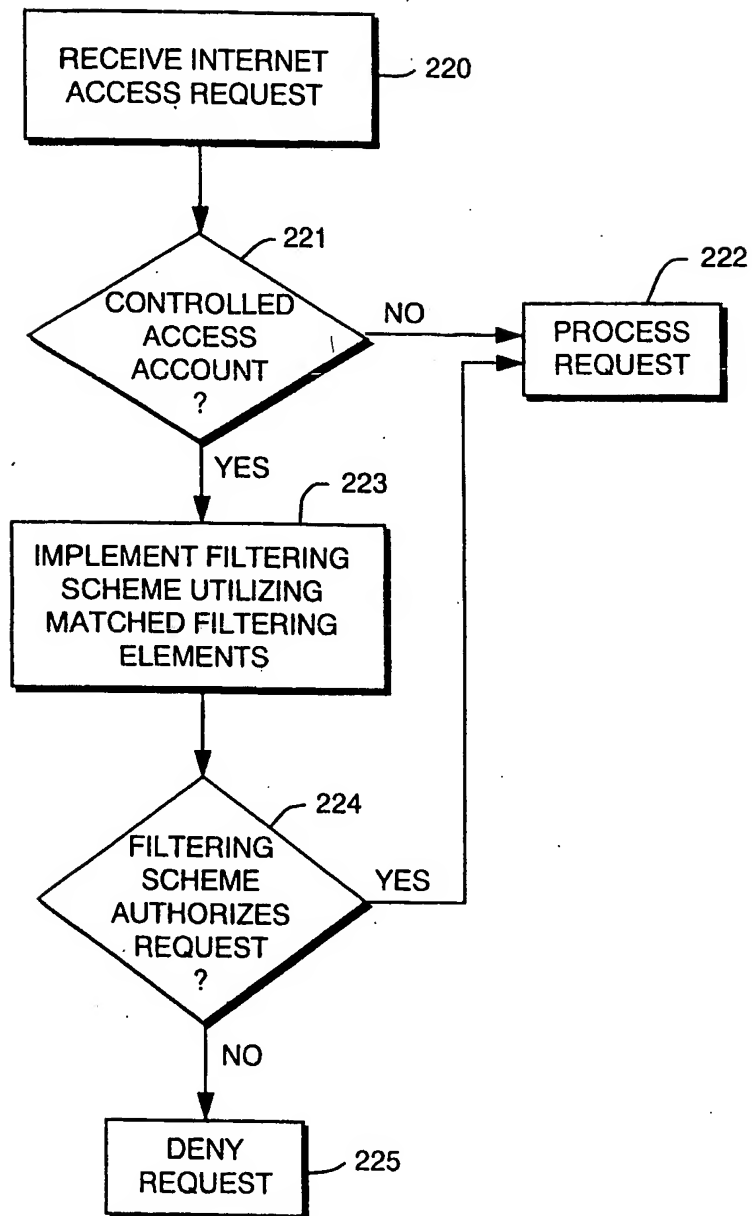 RECEIVE INTERNET
ACCESS REQUEST
220
221
CONTROLLED
ACCESS
ACCOUNT
?
NO
222
PROCESS
REQUEST
YES
223
IMPLEMENT FILTERING
SCHEME UTILIZING
MATCHED FILTERING
ELEMENTS
224
FILTERING
SCHEME
AUTHORIZES
REQUEST
?
YES
NO
DENY
REQUEST
225